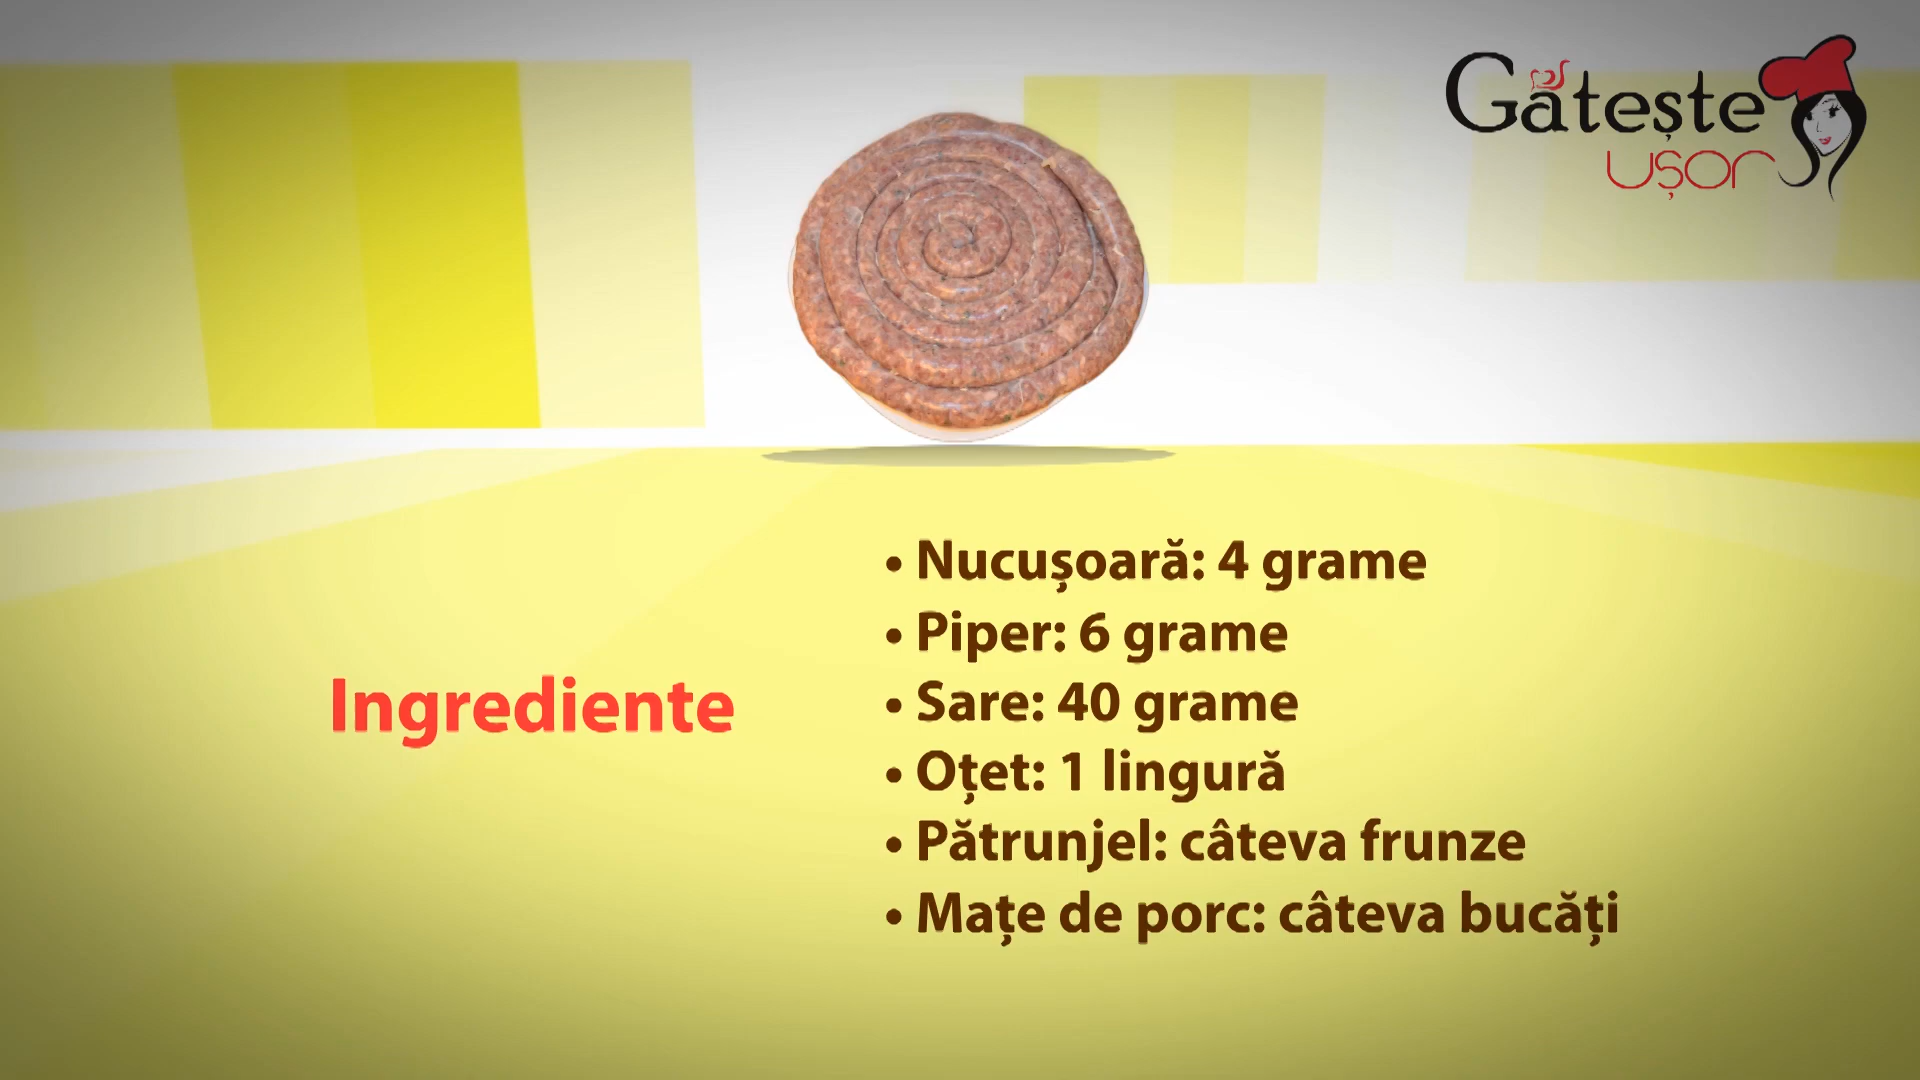 Gătește
ușor
Ingrediente
• Nucușoară: 4 grame
• Piper: 6 grame
• Sare: 40 grame
• Oțet: 1 lingură
• Pătrunjel: câteva frunze
• Mațe de porc: câteva bucăți